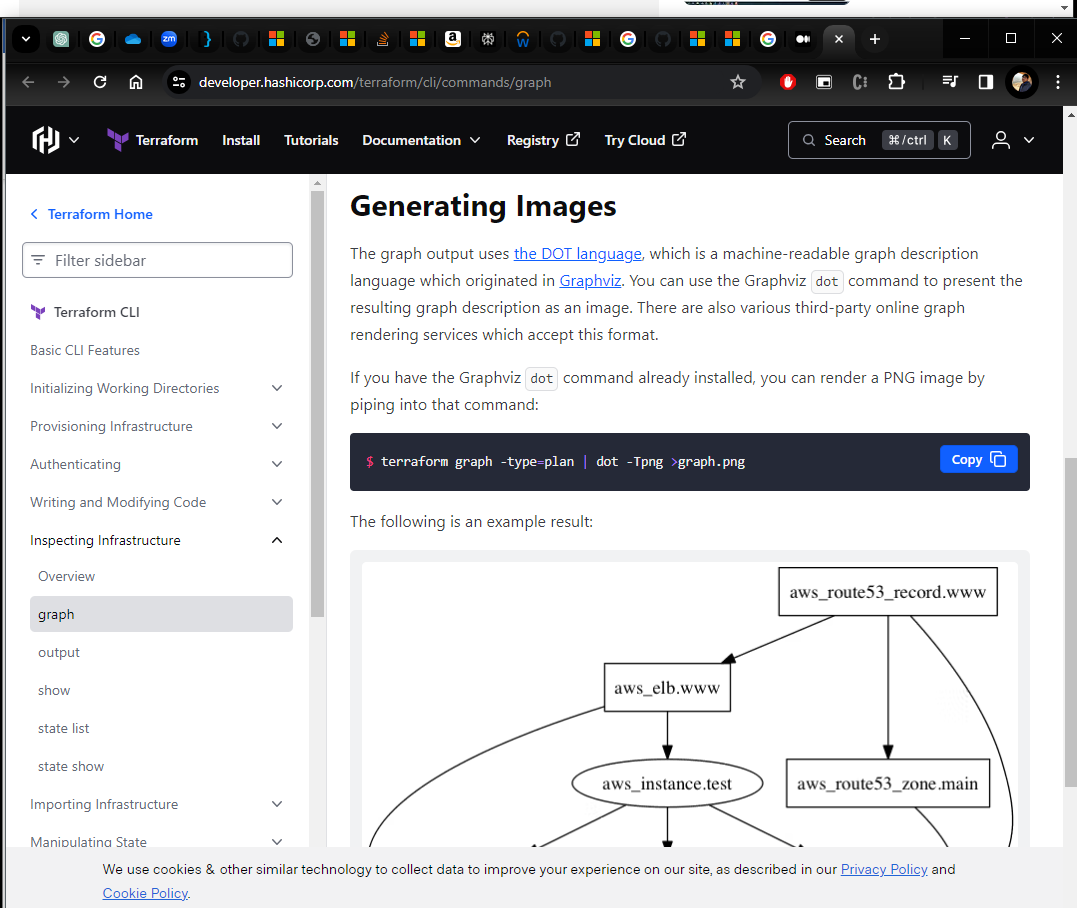 zm
a
developer.hashicorp.com/terraform/cli/commands/graph
Terraform
Install
Tutorials
Documentation
Registry
Try Cloud
Search
⌘/ctrl
K
Terraform Home
Filter sidebar
Terraform CLI
Basic CLI Features
Initializing Working Directories
Provisioning Infrastructure
Authenticating
Writing and Modifying Code
Inspecting Infrastructure
Overview
graph
output
show
state list
state show
Importing Infrastructure
Manipulating State
Generating Images
The graph output uses the DOT language, which is a machine-readable graph description
language which originated in Graphviz. You can use the Graphviz dot command to present the
resulting graph description as an image. There are also various third-party online graph
rendering services which accept this format.
If you have the Graphviz dot command already installed, you can render a PNG image by
piping into that command:
$ terraform graph -type=plan | dot -Tpng >graph.png
Copy
The following is an example result:
aws_route53_record.www
aws_elb.www
aws_instance.test
aws_route53_zone.main
We use cookies & other similar technology to collect data to improve your experience on our site, as described in our Privacy Policy and
Cookie Policy.